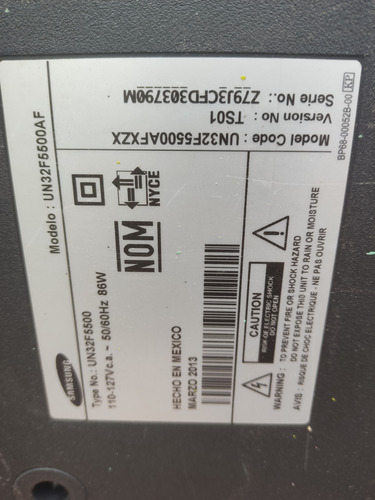 Modelo : UN32F5500AF
SAMSUNG
Type No.: UN32F5500
110-127Vc.a. ~ 50/60Hz 86W
HECHO EN MEXICO
MARZO 2013
NOM
NYCE
Model Code : UN32F5500AFXZX
Version No.: TS01
Serie No.: Z79J3CFD303790M
CAUTION
RISK OF ELECTRIC SHOCK
DO NOT OPEN
WARNING : TO PREVENT FIRE OR SHOCK HAZARD
DO NOT EXPOSE THIS UNIT TO RAIN OR MOISTURE
AVIS : RISQUE DE CHOC ELECTRIQUE - NE PAS OUVRIR
BP68-00052B-00 KP